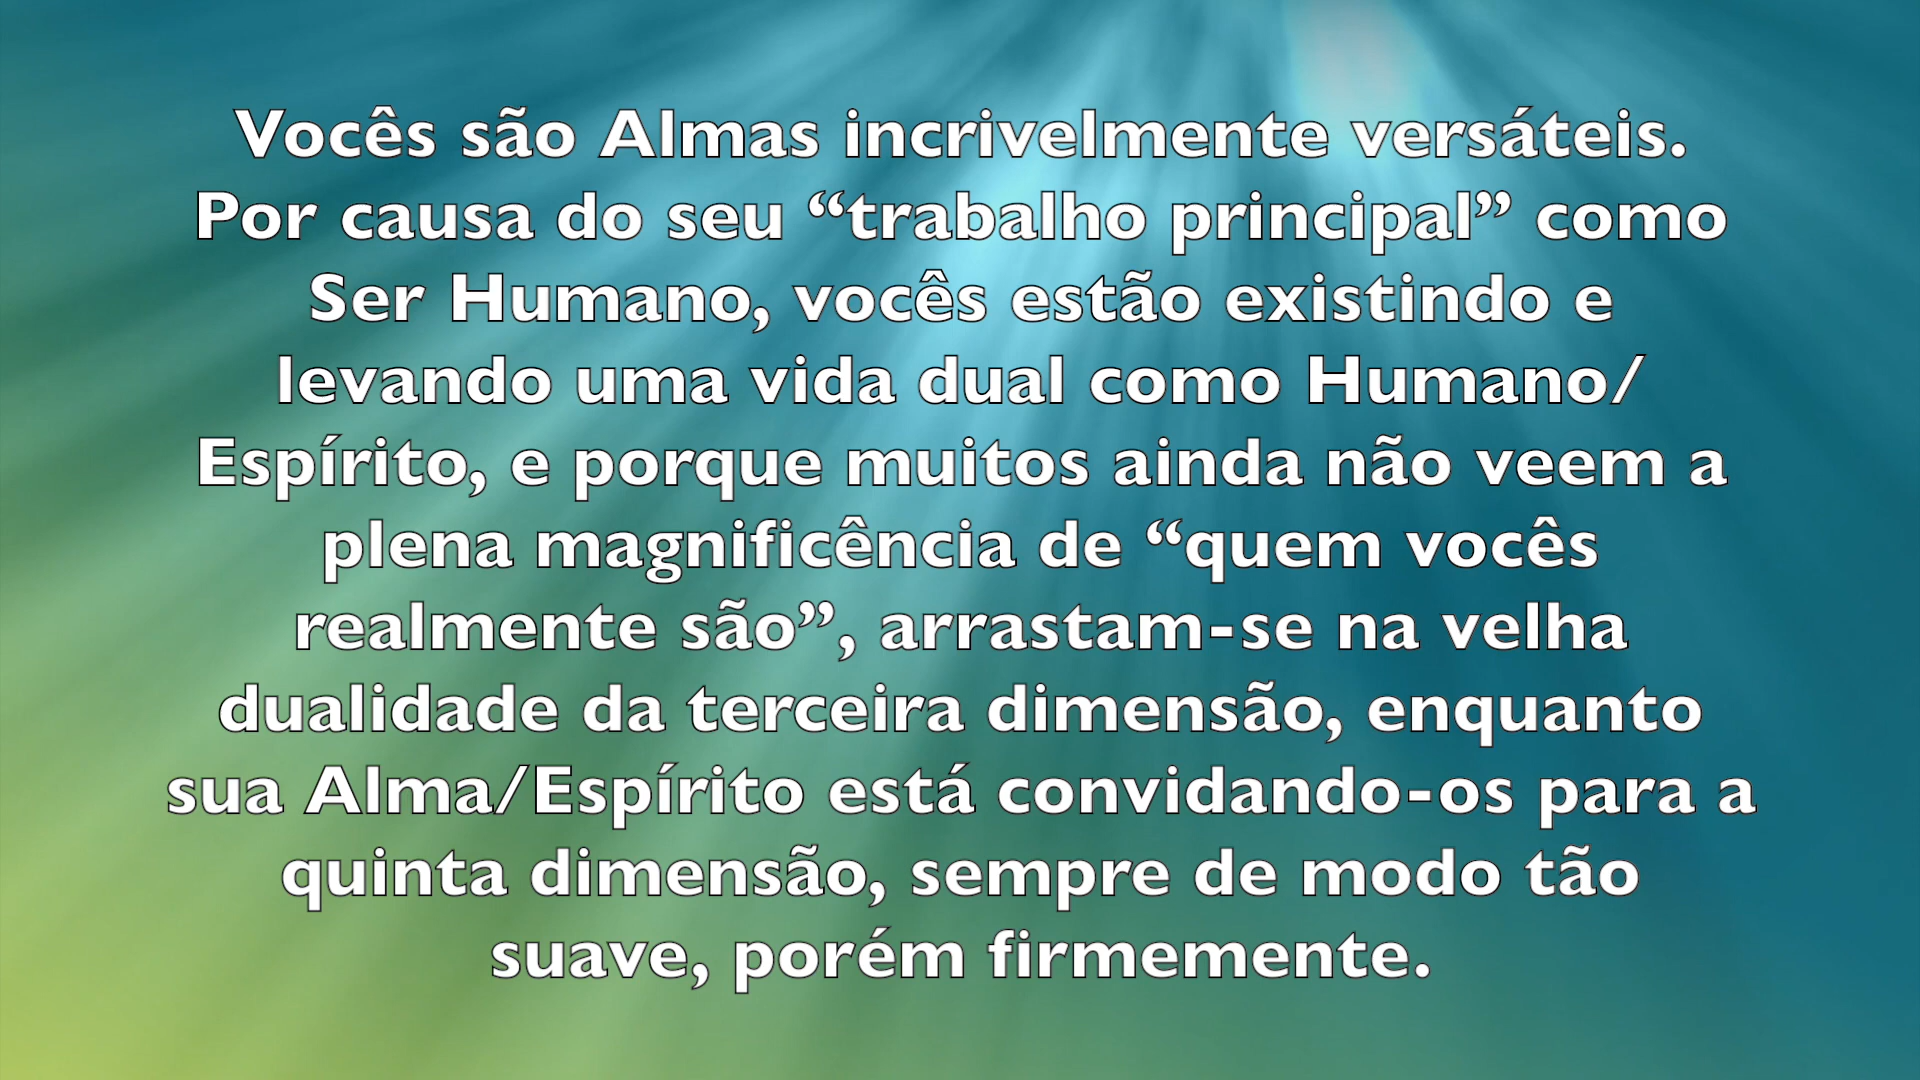 Vocês são Almas incrivelmente versáteis.
Por causa do seu “trabalho principal” como
Ser Humano, vocês estão existindo e
levando uma vida dual como Humano/
Espírito, e porque muitos ainda não veem a
plena magnificência de “quem vocês
realmente são”, arrastam-se na velha
dualidade da terceira dimensão, enquanto
sua Alma/Espírito está convidando-os para a
quinta dimensão, sempre de modo tão
suave, porém firmemente.